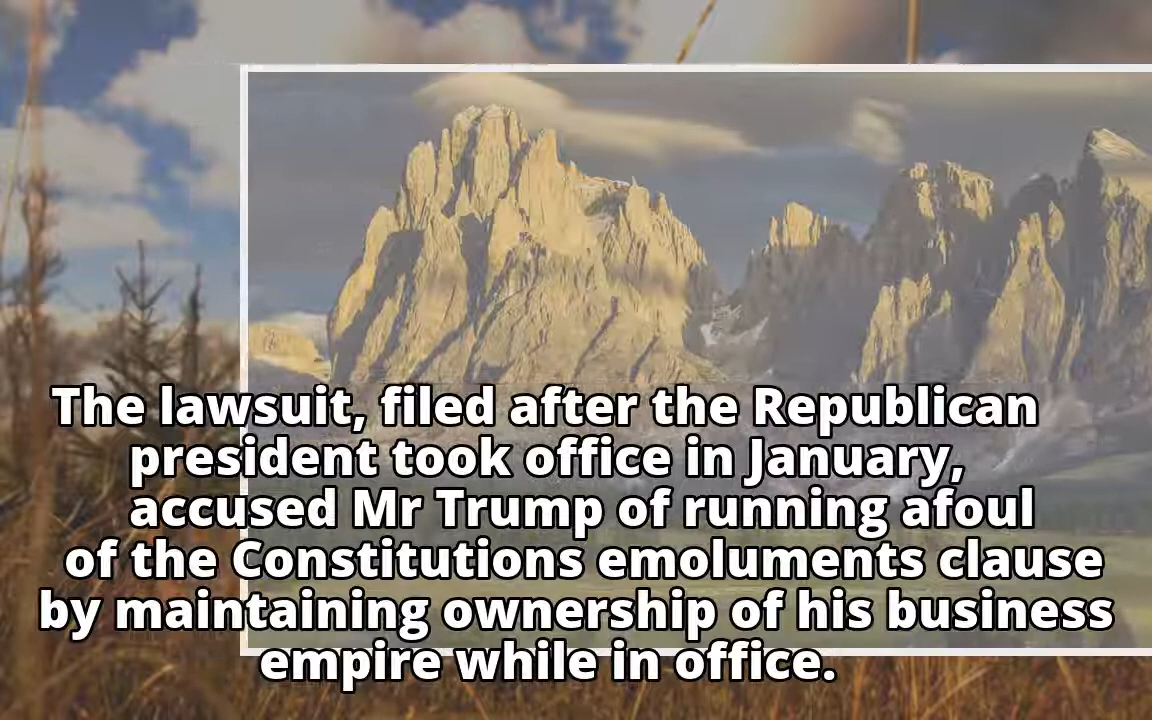 The lawsuit, filed after the Republican
president took office in January,
accused Mr Trump of running afoul
of the Constitutions emoluments clause
by maintaining ownership of his business
empire while in office.